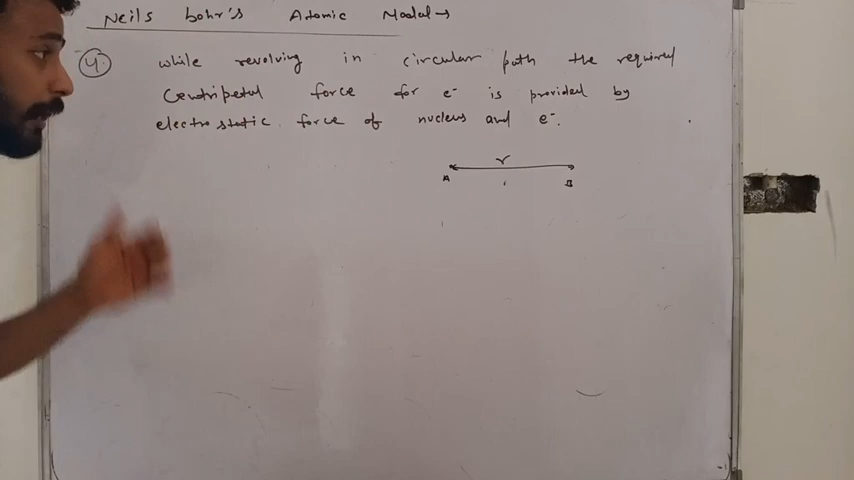 Neils bohr's Atomic Modal→
4. while revolving in circular path the required
Centripetal force for e⁻ is provided by
electrostatic force of nucleus and e⁻.
r
A B